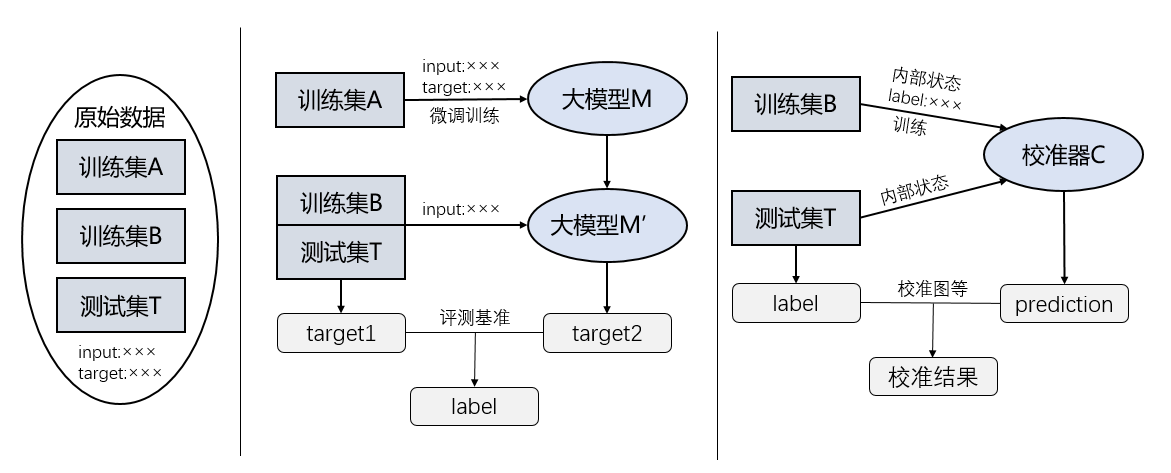 原始数据
训练集A
训练集B
测试集T
input:×××
target:×××
训练集A
input:×××
target:×××
微调训练
大模型M
训练集B
测试集T
input:×××
大模型M′
target1
评测基准
target2
label
训练集B
内部状态
label:×××
训练
校准器C
测试集T
内部状态
label
校准图等
prediction
校准结果